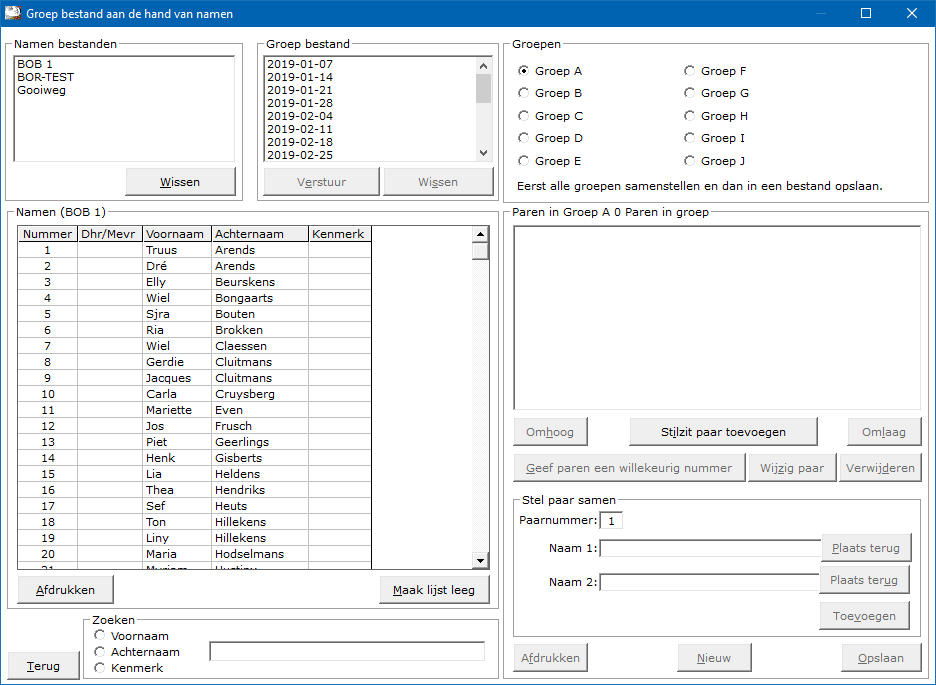 Groep bestand aan de hand van namen
Namen bestanden
BOB 1
BOR-TEST
Gooiweg
Wissen
Groep bestand
2019-01-07
2019-01-14
2019-01-21
2019-01-28
2019-02-04
2019-02-11
2019-02-18
2019-02-25
Verstuur Wissen
Groepen
Groep A Groep F
Groep B Groep G
Groep C Groep H
Groep D Groep I
Groep E Groep J
Eerst alle groepen samenstellen en dan in een bestand opslaan.
Namen (BOB 1)
Nummer Dhr/Mevr Voornaam Achternaam Kenmerk
1 Truus Arends
2 Dré Arends
3 Elly Beurskens
4 Wiel Bongaarts
5 Sjra Bouten
6 Ria Brokken
7 Wiel Claessen
8 Gerdie Cluitmans
9 Jacques Cluitmans
10 Carla Cruysberg
11 Mariette Even
12 Jos Frusch
13 Piet Geerlings
14 Henk Gisberts
15 Lia Heldens
16 Thea Hendriks
17 Sef Heuts
18 Ton Hillekens
19 Liny Hillekens
20 Maria Hodselmans
Afdrukken Maak lijst leeg
Terug
Zoeken
Voornaam
Achternaam
Kenmerk
Paren in Groep A 0 Paren in groep
Omhoog Stilzit paar toevoegen Omlaag
Geef paren een willekeurig nummer Wijzig paar Verwijderen
Stel paar samen
Paarnummer: 1
Naam 1: Plaats terug
Naam 2: Plaats terug
Toevoegen
Afdrukken Nieuw Opslaan